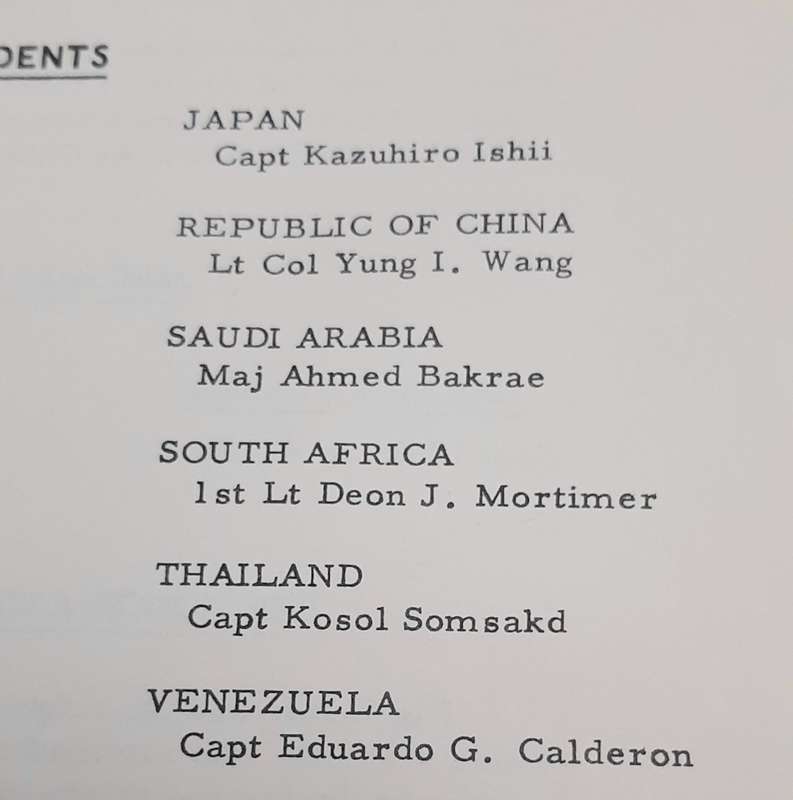 DENTS
JAPAN
Capt Kazuhiro Ishii
REPUBLIC OF CHINA
Lt Col Yung I. Wang
SAUDI ARABIA
Maj Ahmed Bakrae
SOUTH AFRICA
1st Lt Deon J. Mortimer
THAILAND
Capt Kosol Somsakd
VENEZUELA
Capt Eduardo G. Calderon